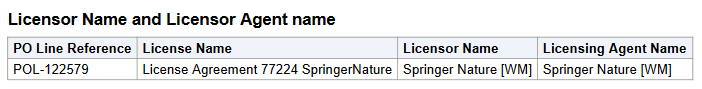 Licensor Name and Licensor Agent name
PO Line Reference License Name Licensor Name Licensing Agent Name
POL-122579 License Agreement 77224 SpringerNature Springer Nature [WM] Springer Nature [WM]